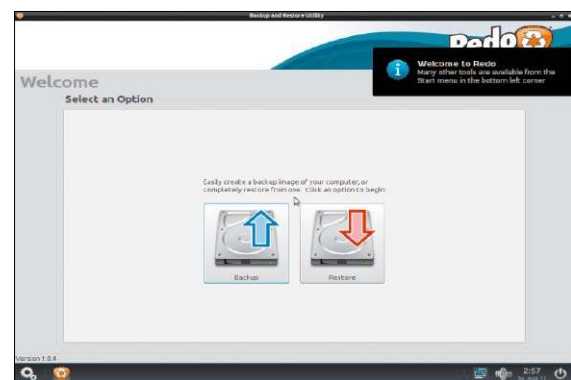 Backup and Restore Utility
Redo
Welcome to Redo
Many other tools are available from the
Start menu in the bottom left corner
Welcome
Select an Option
Easily create a backup image of your computer, or
completely restore from one. Click an option to begin
Backup
Restore
Version 1.0.4
2:57